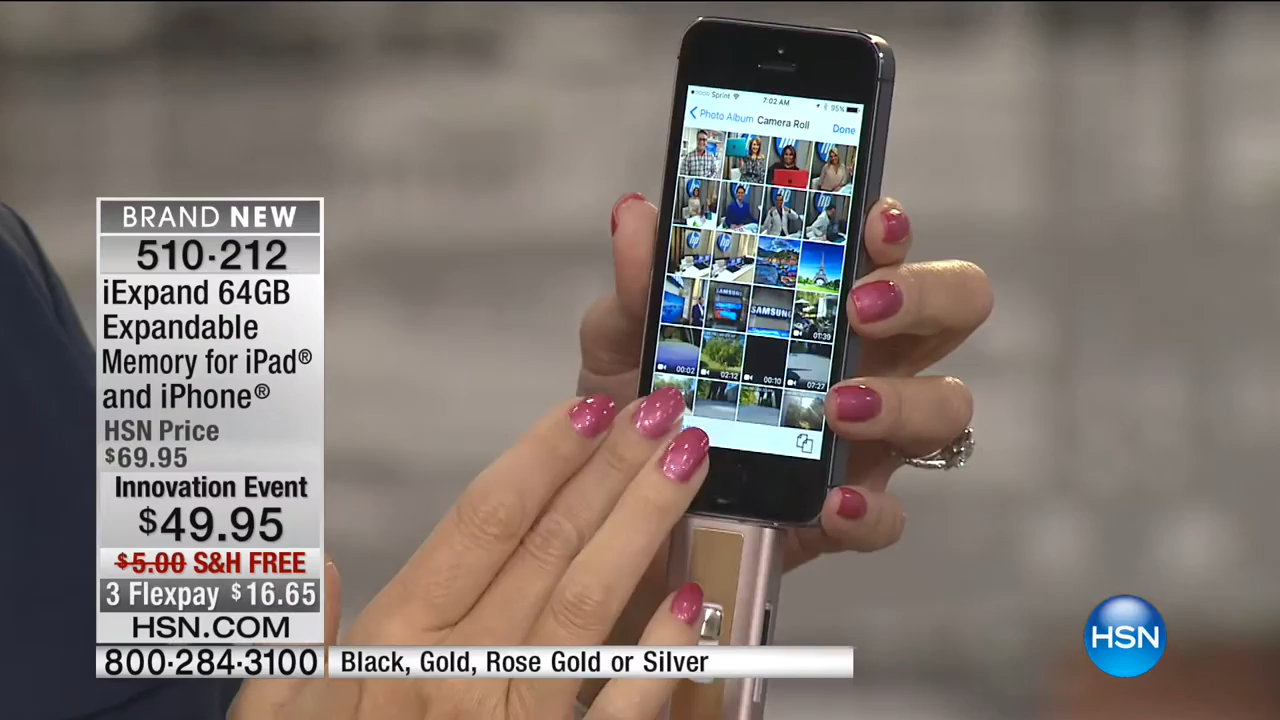 BRAND NEW
510-212
iExpand 64GB
Expandable
Memory for iPad®
and iPhone®
HSN Price
$69.95
Innovation Event
$49.95
$5.00 S&H FREE
3 Flexpay $16.65
HSN.COM
800-284-3100
Black, Gold, Rose Gold or Silver
HSN
Sprint 7:02 AM 95%
Photo Album Camera Roll Done
hp
SAMSUNG
SAMSUNG
01:39
00:02 02:12 00:10 07:27